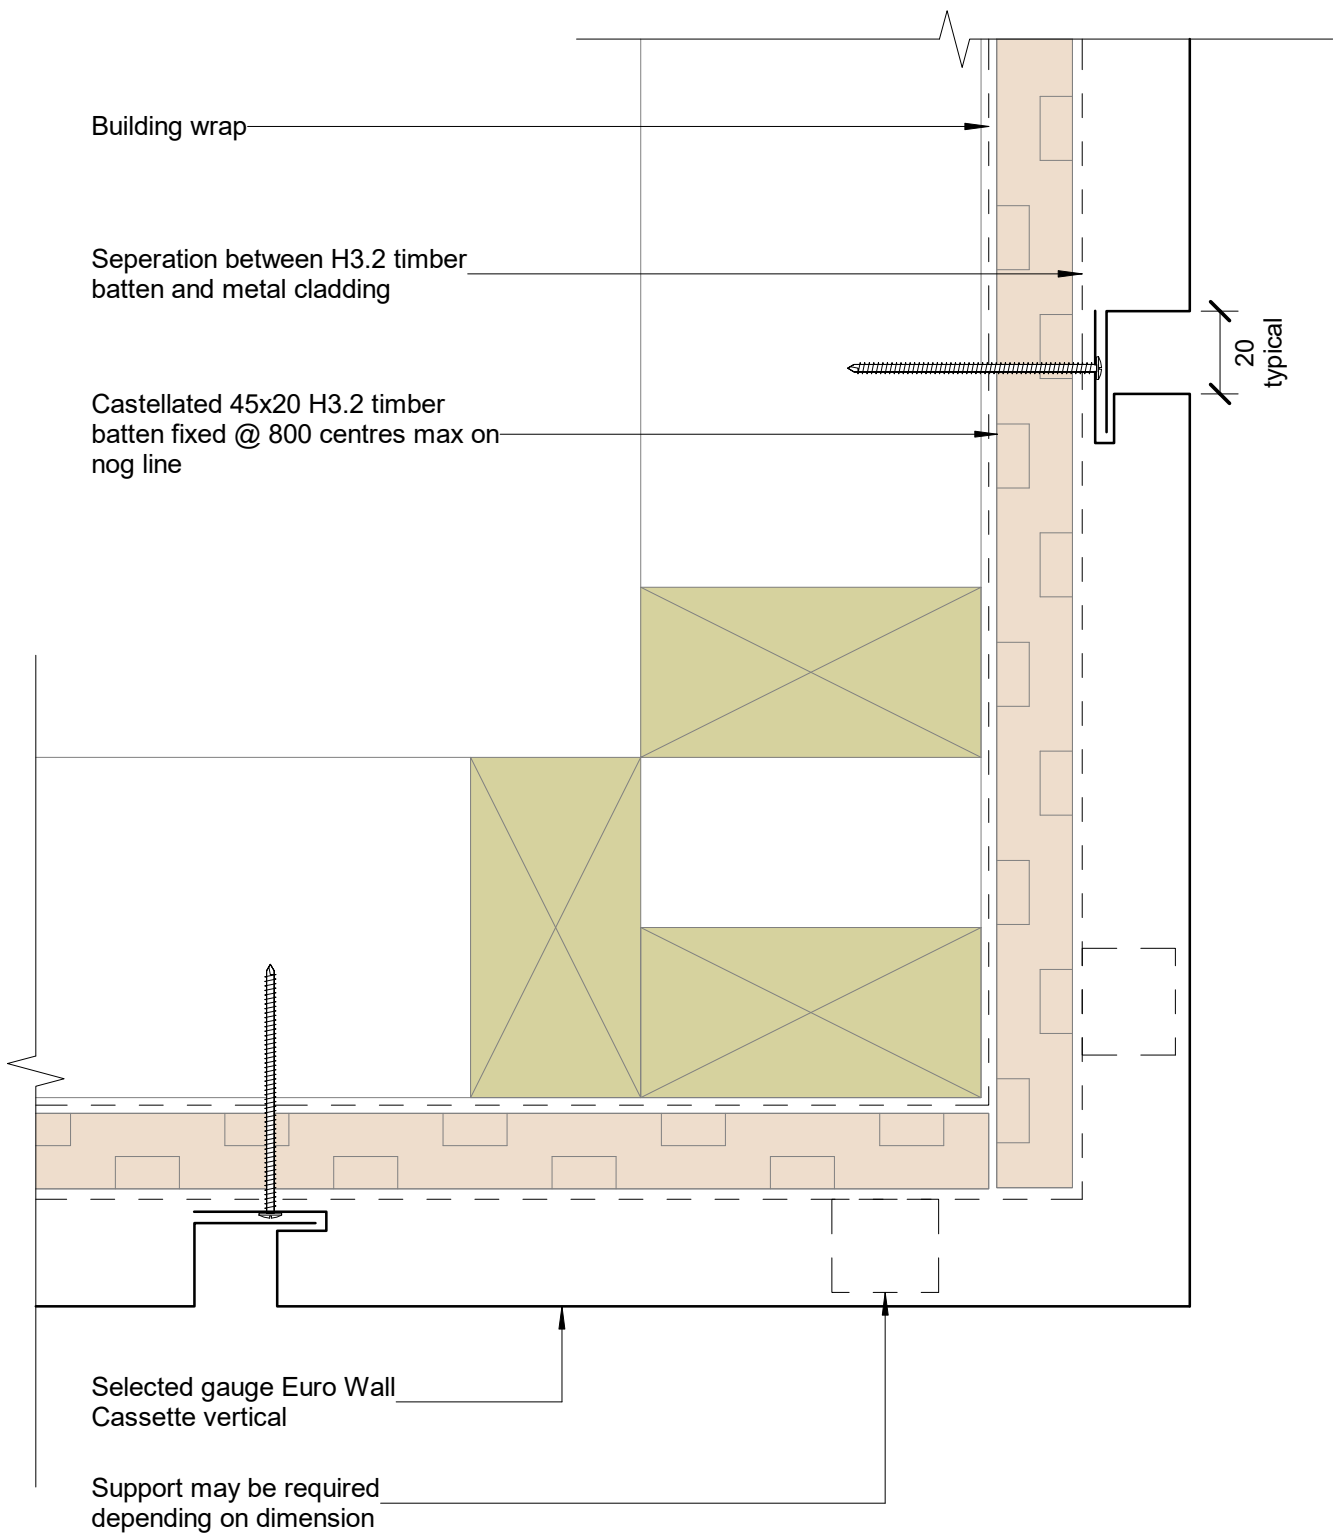 Building wrap
Seperation between H3.2 timber
batten and metal cladding
20
typical
Castellated 45x20 H3.2 timber
batten fixed @ 800 centres max on
nog line
Selected gauge Euro Wall
Cassette vertical
Support may be required
depending on dimension